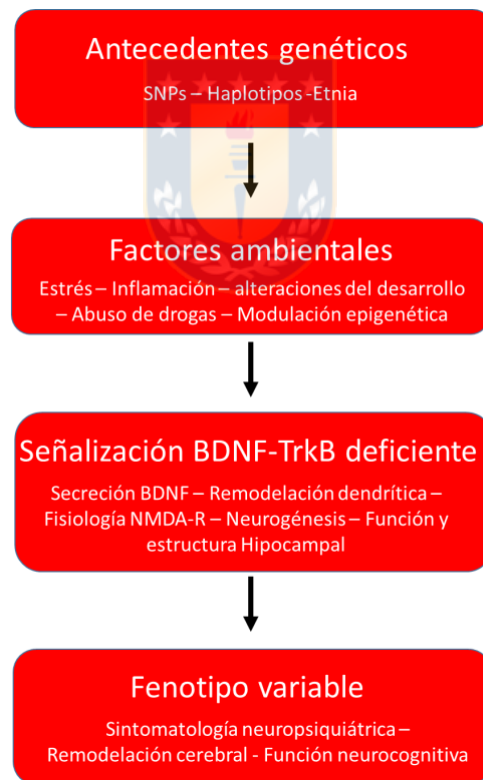 Antecedentes genéticos
SNPs – Haplotipos -Etnia
Factores ambientales
Estrés – Inflamación – alteraciones del desarrollo
– Abuso de drogas – Modulación epigenética
Señalización BDNF-TrkB deficiente
Secreción BDNF – Remodelación dendrítica –
Fisiología NMDA-R – Neurogénesis – Función y
estructura Hipocampal
Fenotipo variable
Sintomatología neuropsiquiátrica –
Remodelación cerebral - Función neurocognitiva